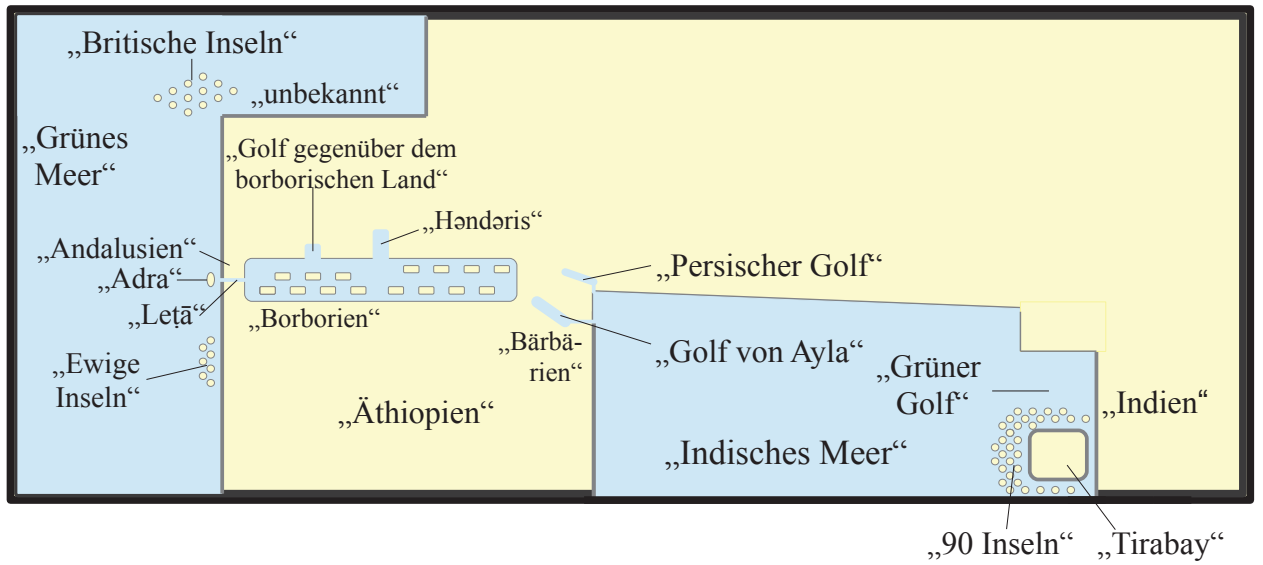 „Britische Inseln“
„unbekannt“
„Grünes
Meer“
„Golf gegenüber dem
borborischen Land“
„Həndəris“
„Andalusien“
„Adra“
„Leṭā“
„Borborien“
„Persischer Golf“
„Bärbä-
rien“
„Golf von Ayla“
„Ewige
Inseln“
„Äthiopien“
„Grüner
Golf“
„Indien“
„Indisches Meer“
„90 Inseln“
„Tirabay“